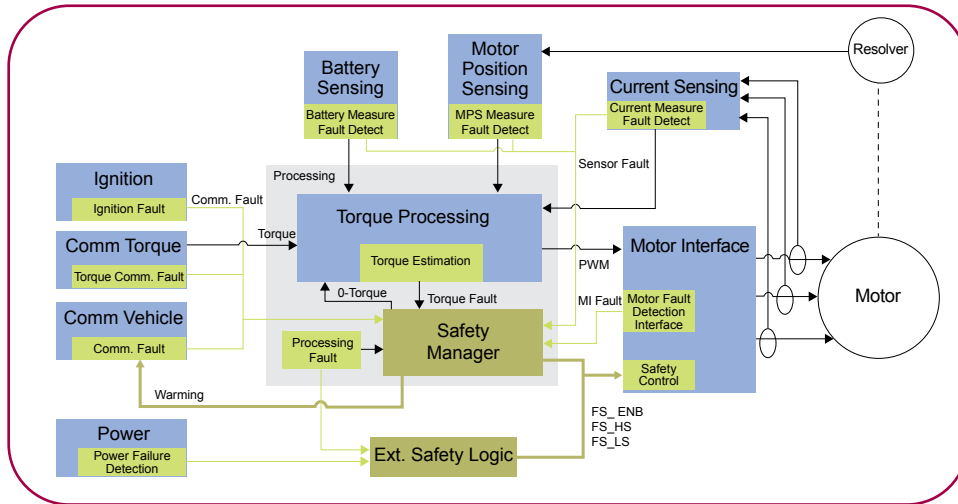 Resolver
Motor
Position
Sensing
MPS Measure
Fault Detect
Battery
Sensing
Battery Measure
Fault Detect
Current Sensing
Current Measure
Fault Detect
Sensor Fault
Processing
Ignition
Ignition Fault
Comm. Fault
Torque Processing
Torque Estimation
Comm Torque
Torque Comm. Fault
Torque
PWM
Motor Interface
Motor Fault
Detection
Interface
MI Fault
Safety
Control
Motor
0-Torque
Torque Fault
Comm Vehicle
Comm. Fault
Processing
Fault
Safety
Manager
Warming
FS_ ENB
FS_HS
FS_LS
Power
Power Failure
Detection
Ext. Safety Logic